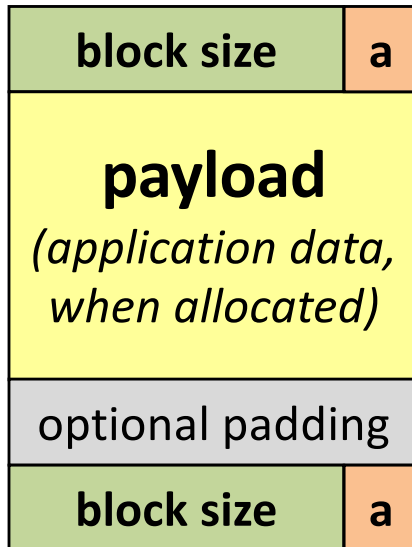 block size a
payload
(application data,
when allocated)
optional padding
block size a